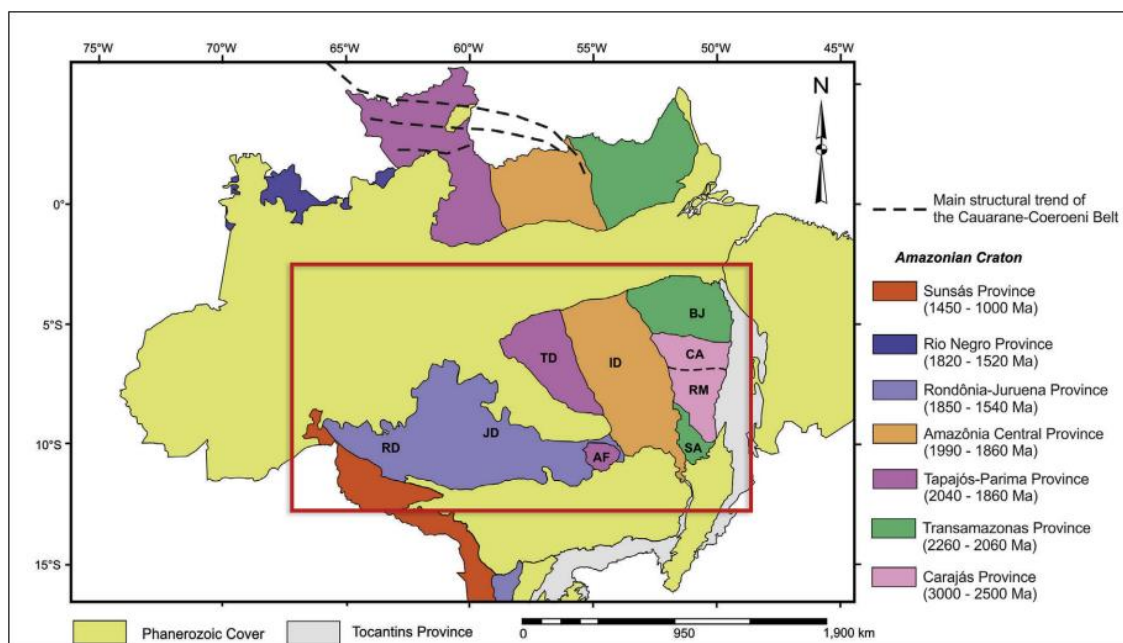 75°W 70°W 65°W 60°W 55°W 50°W 45°W
N
0°
5°S
10°S
15°S
BJ
CA
TD
ID
RM
JD
RD
AF
SA
Main structural trend of
the Cauarane-Coeroeni Belt
Amazonian Craton
Sunsás Province
(1450 - 1000 Ma)
Rio Negro Province
(1820 - 1520 Ma)
Rondônia-Juruena Province
(1850 - 1540 Ma)
Amazônia Central Province
(1990 - 1860 Ma)
Tapajós-Parima Province
(2040 - 1860 Ma)
Transamazonas Province
(2260 - 2060 Ma)
Carajás Province
(3000 - 2500 Ma)
Phanerozoic Cover
Tocantins Province
0 950 1,900 km